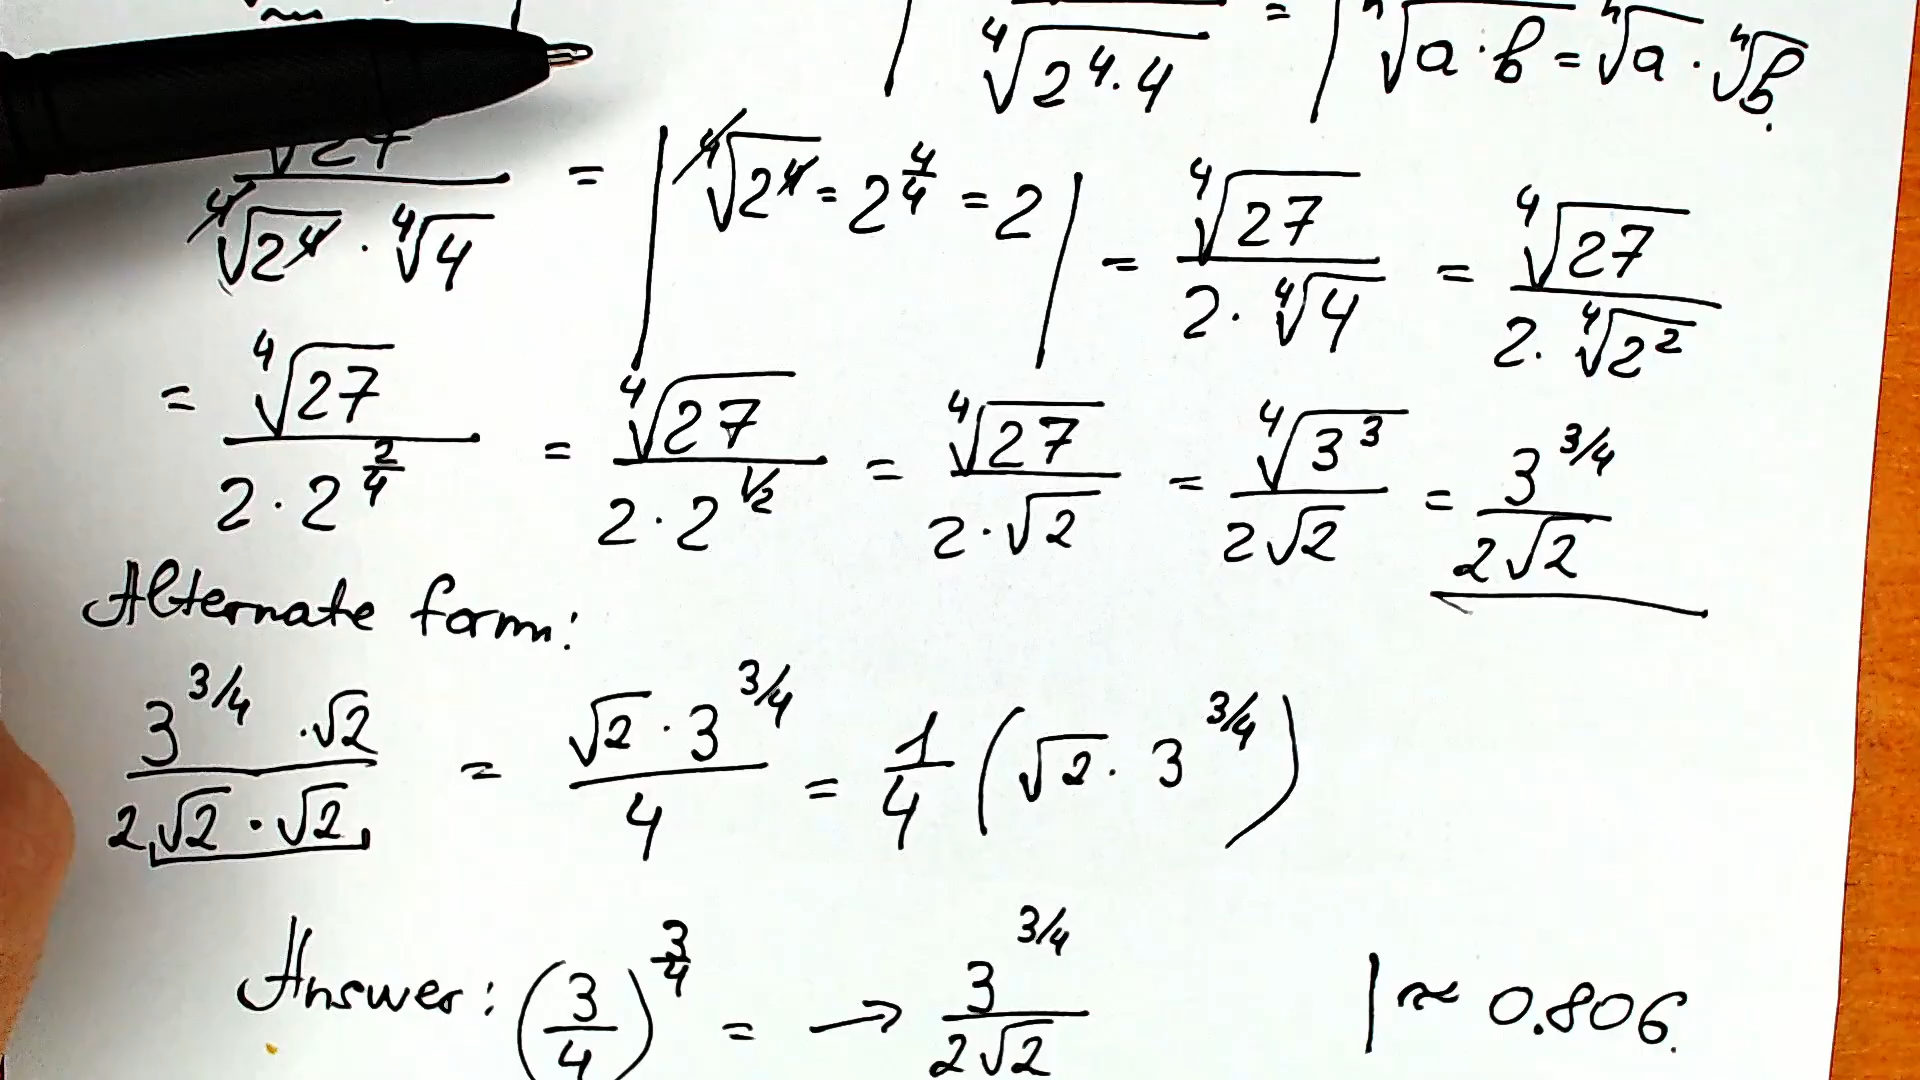 ⁴√(2⁴·4) = | ⁿ√(a·b) = ⁿ√a · ⁿ√b
⁴√27 / (⁴√2⁴ · ⁴√4) = | ⁴√2⁴ = 2^(4/4) = 2 | = ⁴√27 / (2·⁴√4) = ⁴√27 / (2·⁴√2²)
= ⁴√27 / (2·2^(2/4)) = ⁴√27 / (2·2^(1/2)) = ⁴√27 / (2·√2) = ⁴√3³ / (2√2) = 3^(3/4) / (2√2)
Alternate form:
(3^(3/4) ·√2) / (2√2·√2) = (√2·3^(3/4)) / 4 = 1/4 (√2·3^(3/4))
Answer: (3/4)^(3/4) = → 3^(3/4) / (2√2) | ≈ 0.806.